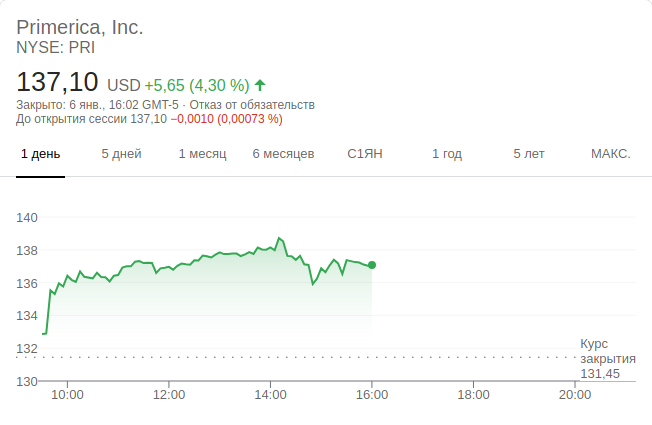 Primerica, Inc.
NYSE: PRI
137,10 USD +5,65 (4,30 %)
Закрыто: 6 янв., 16:02 GMT-5 · Отказ от обязательств
До открытия сессии 137,10 −0,0010 (0,00073 %)
1 день 5 дней 1 месяц 6 месяцев С1ЯН 1 год 5 лет МАКС.
140
138
136
134
132
130
Курс
закрытия
131,45
10:00 12:00 14:00 16:00 18:00 20:00